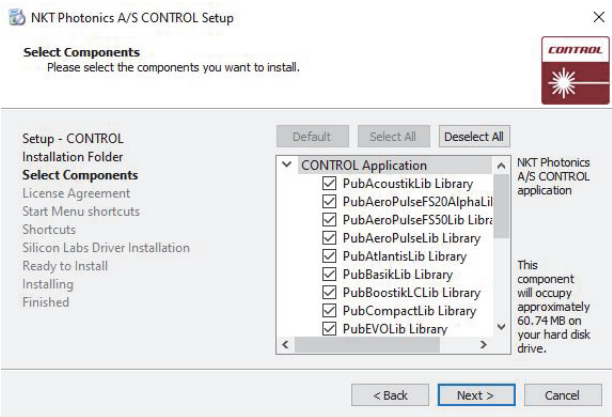 NKT Photonics A/S CONTROL Setup
Select Components
Please select the components you want to install.
CONTROL
Setup - CONTROL
Installation Folder
Select Components
License Agreement
Start Menu shortcuts
Shortcuts
Silicon Labs Driver Installation
Ready to Install
Installing
Finished
Default
Select All
Deselect All
CONTROL Application
PubAcoustikLib Library
PubAeroPulseFS20AlphaLil
PubAeroPulseFS50Lib Libra
PubAeroPulseLib Library
PubAtlantisLib Library
PubBasikLib Library
PubBoostikLCLib Library
PubCompactLib Library
PubEVOLib Library
NKT Photonics
A/S CONTROL
application
This
component
will occupy
approximately
60.74 MB on
your hard disk
drive.
< Back
Next >
Cancel